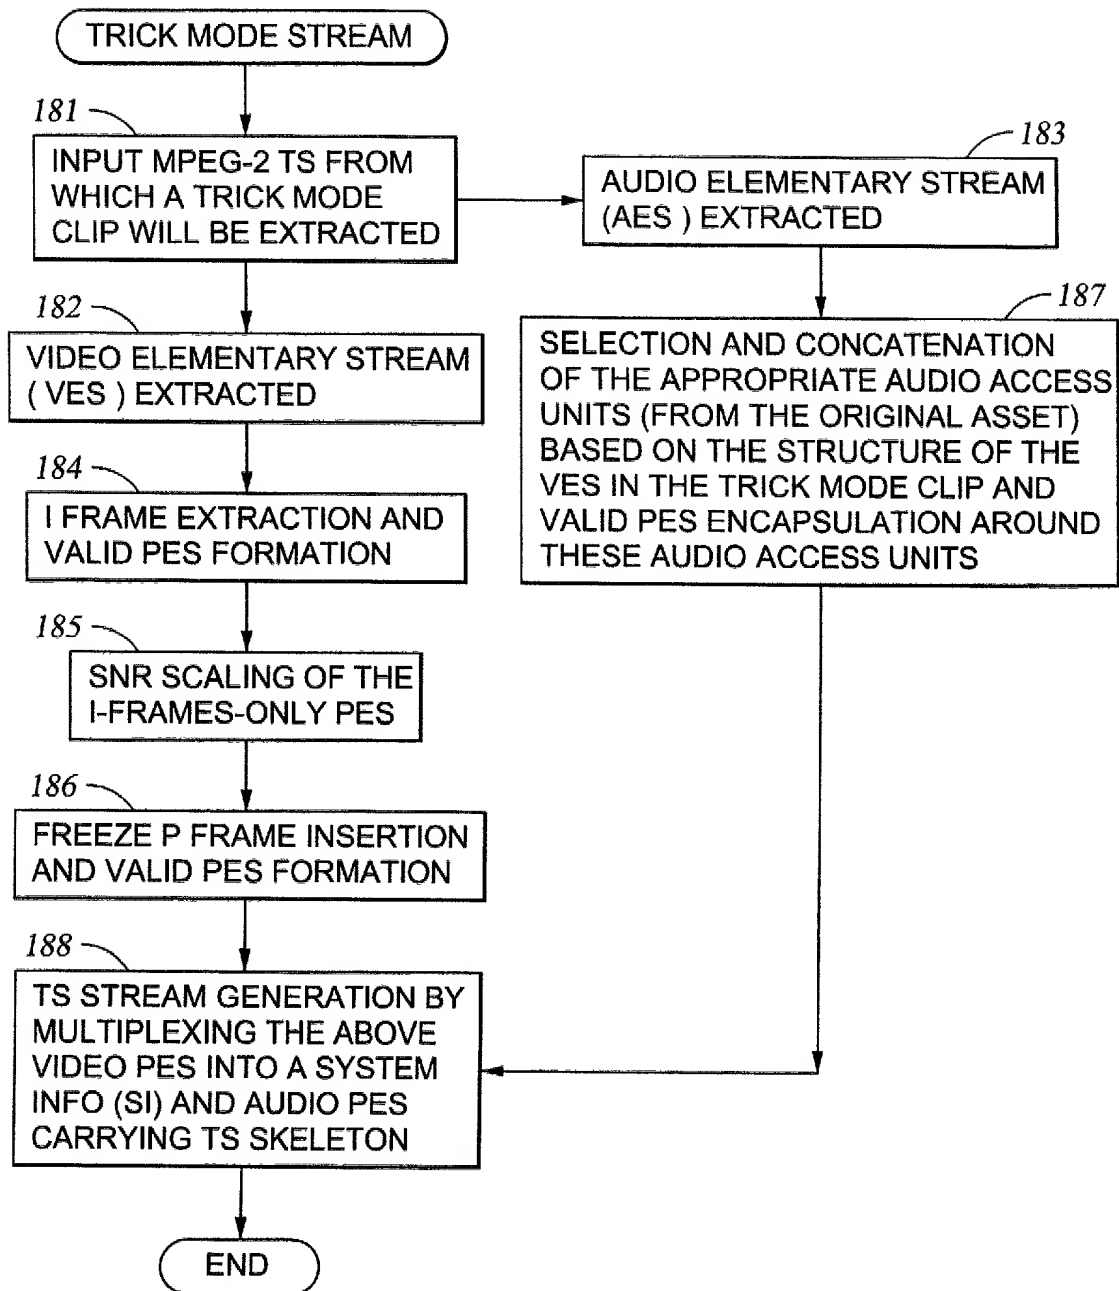 TRICK MODE STREAM
181
INPUT MPEG-2 TS FROM
WHICH A TRICK MODE
CLIP WILL BE EXTRACTED
183
AUDIO ELEMENTARY STREAM
(AES ) EXTRACTED
182
VIDEO ELEMENTARY STREAM
( VES ) EXTRACTED
187
SELECTION AND CONCATENATION
OF THE APPROPRIATE AUDIO ACCESS
UNITS (FROM THE ORIGINAL ASSET)
BASED ON THE STRUCTURE OF THE
VES IN THE TRICK MODE CLIP AND
VALID PES ENCAPSULATION AROUND
THESE AUDIO ACCESS UNITS
184
I FRAME EXTRACTION AND
VALID PES FORMATION
185
SNR SCALING OF THE
I-FRAMES-ONLY PES
186
FREEZE P FRAME INSERTION
AND VALID PES FORMATION
188
TS STREAM GENERATION BY
MULTIPLEXING THE ABOVE
VIDEO PES INTO A SYSTEM
INFO (SI) AND AUDIO PES
CARRYING TS SKELETON
END